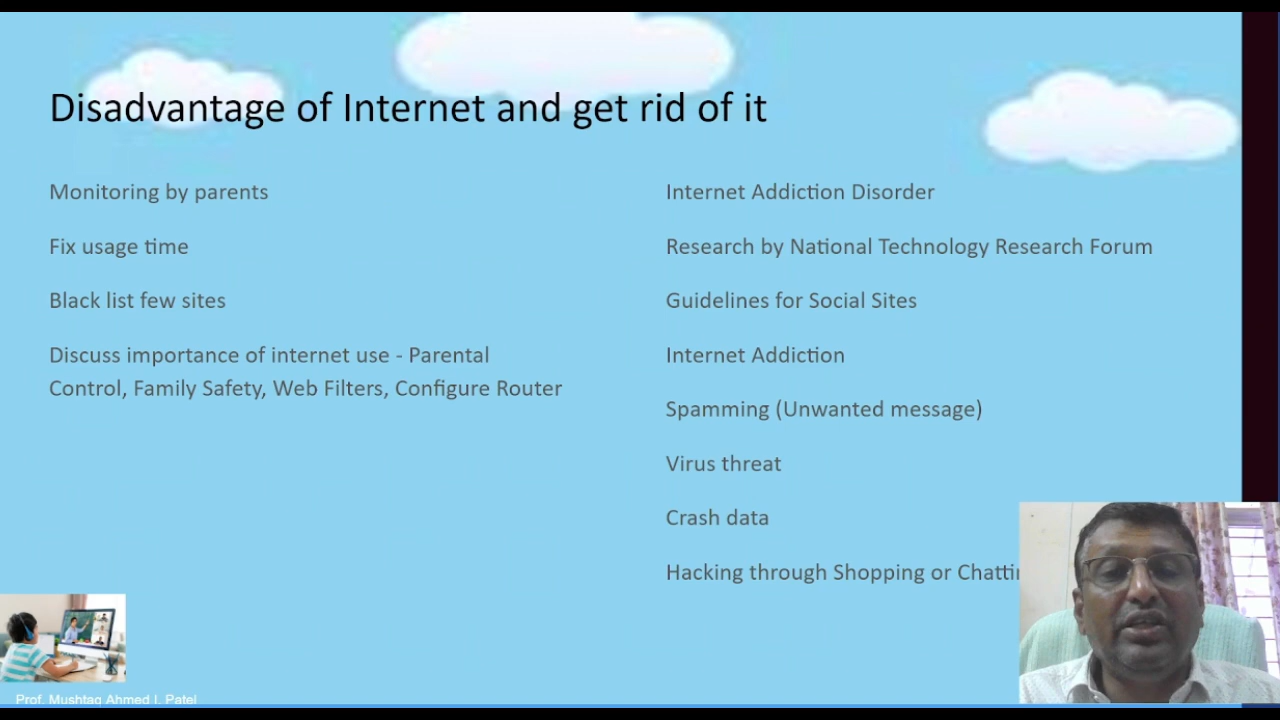 Disadvantage of Internet and get rid of it
Monitoring by parents
Fix usage time
Black list few sites
Discuss importance of internet use - Parental
Control, Family Safety, Web Filters, Configure Router
Internet Addiction Disorder
Research by National Technology Research Forum
Guidelines for Social Sites
Internet Addiction
Spamming (Unwanted message)
Virus threat
Crash data
Hacking through Shopping or
Prof. Mushtaq Ahmed I. Patel